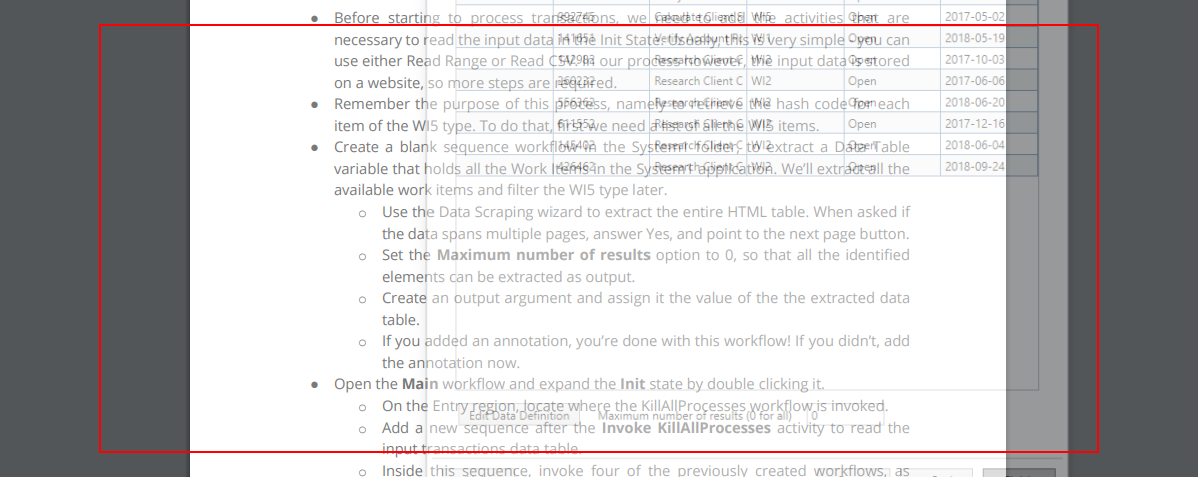 ● Before starting to process transactions, we need to add the activities that are
necessary to read the input data in the Init State. Usually, this is very simple - you can
use either Read Range or Read CSV. In our process however, the input data is stored
on a website, so more steps are required.
● Remember the purpose of this process, namely to retrieve the hash code for each
item of the WI5 type. To do that, first we need a list of all the WI5 items.
● Create a blank sequence workflow in the System1 folder, to extract a Data Table
variable that holds all the Work Items in the System1 application. We'll extract all the
available work items and filter the WI5 type later.
o Use the Data Scraping wizard to extract the entire HTML table. When asked if
the data spans multiple pages, answer Yes, and point to the next page button.
o Set the Maximum number of results option to 0, so that all the identified
elements can be extracted as output.
o Create an output argument and assign it the value of the the extracted data
table.
o If you added an annotation, you're done with this workflow! If you didn't, add
the annotation now.
● Open the Main workflow and expand the Init state by double clicking it.
o On the Entry region, locate where the KillAllProcesses workflow is invoked.
o Add a new sequence after the Invoke KillAllProcesses activity to read the
input transactions data table.
o Inside this sequence, invoke four of the previously created workflows, as
WI5 Open 2017-05-02
WI1 Open 2018-05-19
Research Client C WI2 Open 2017-10-03
Research Client C WI2 Open 2017-06-06
Research Client C WI2 Open 2018-06-20
611552 Research Client C WI2 Open 2017-12-16
Research Client C WI2 Open 2018-06-04
426462 Research Client C WI2 Open 2018-09-24
Edit Data Definition Maximum number of results (0 for all) 0